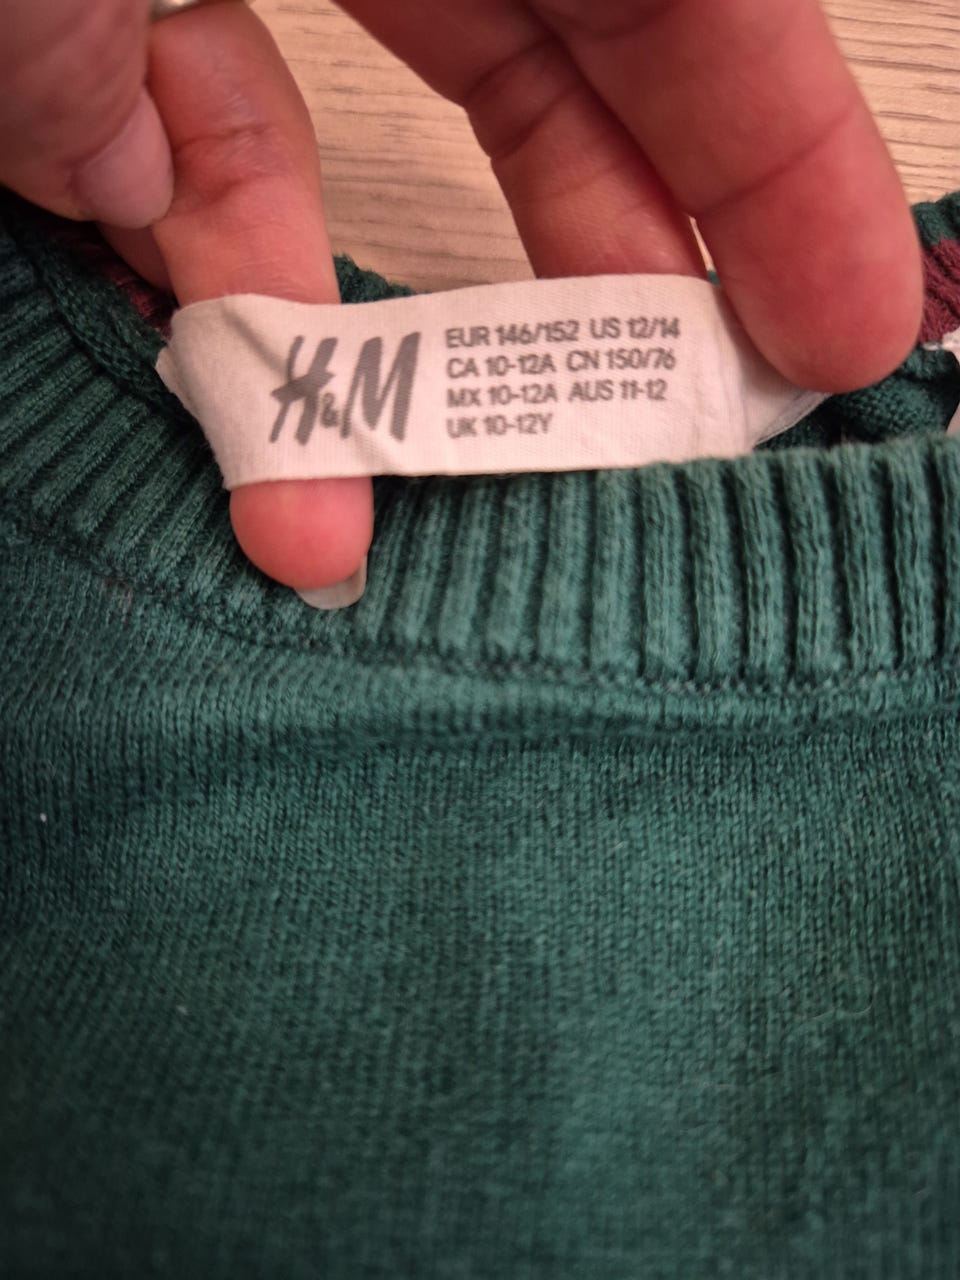 H&M
EUR 146/152 US 12/14
CA 10-12A CN 150/76
MX 10-12A AUS 11-12
UK 10-12Y